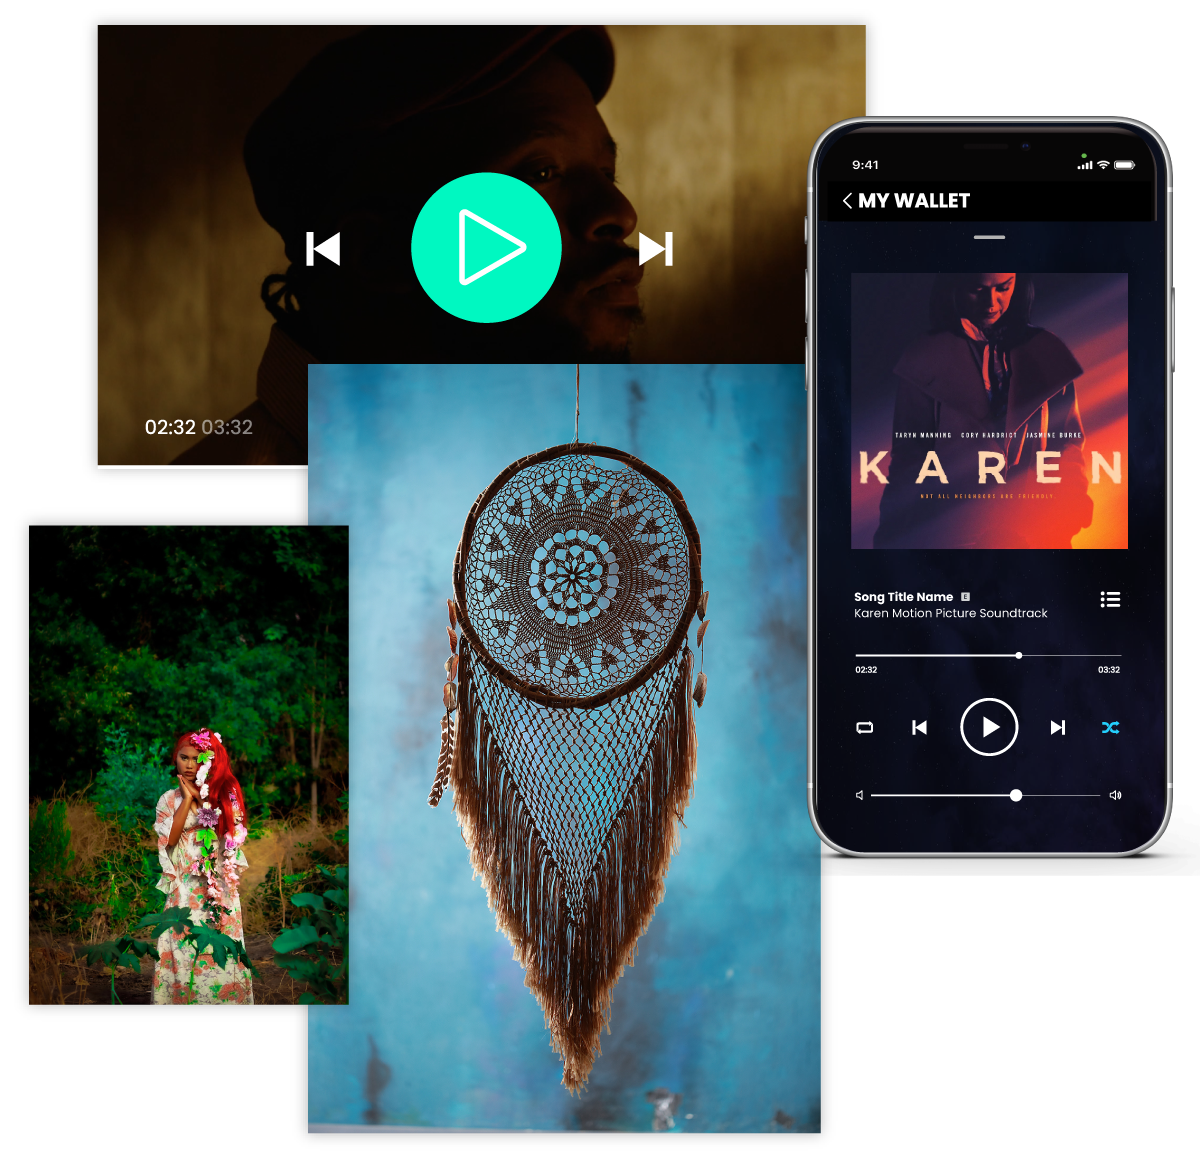 02:32 03:32
9:41
MY WALLET
TARYN MANNING CORY HARDRICT JASMINE BURKE
KAREN
NOT ALL NEIGHBORS ARE FRIENDLY.
Song Title Name E
Karen Motion Picture Soundtrack
02:32 03:32